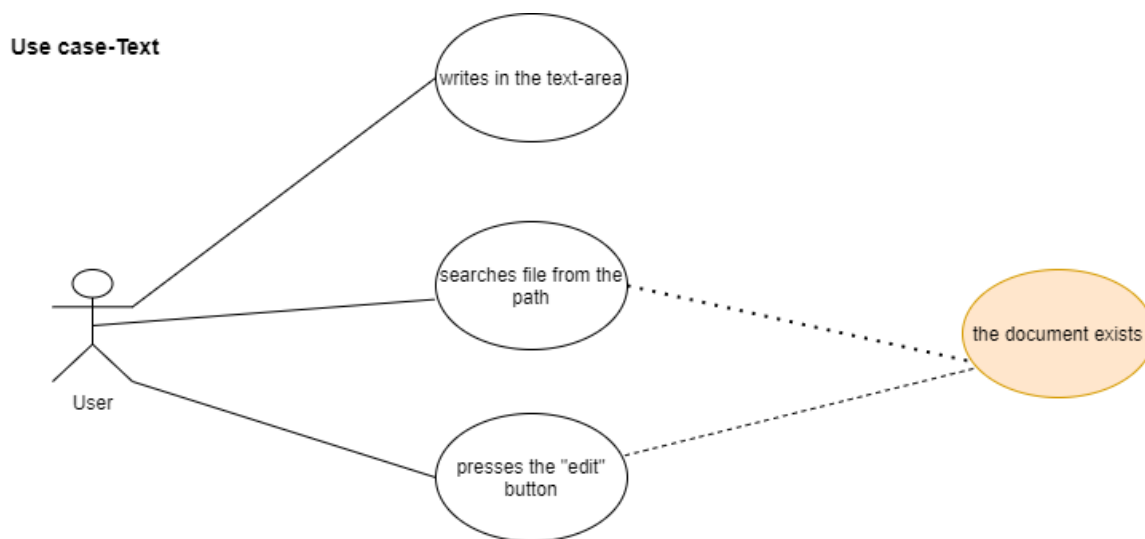 Use case-Text
writes in the text-area
searches file from the
path
the document exists
User
presses the "edit"
button